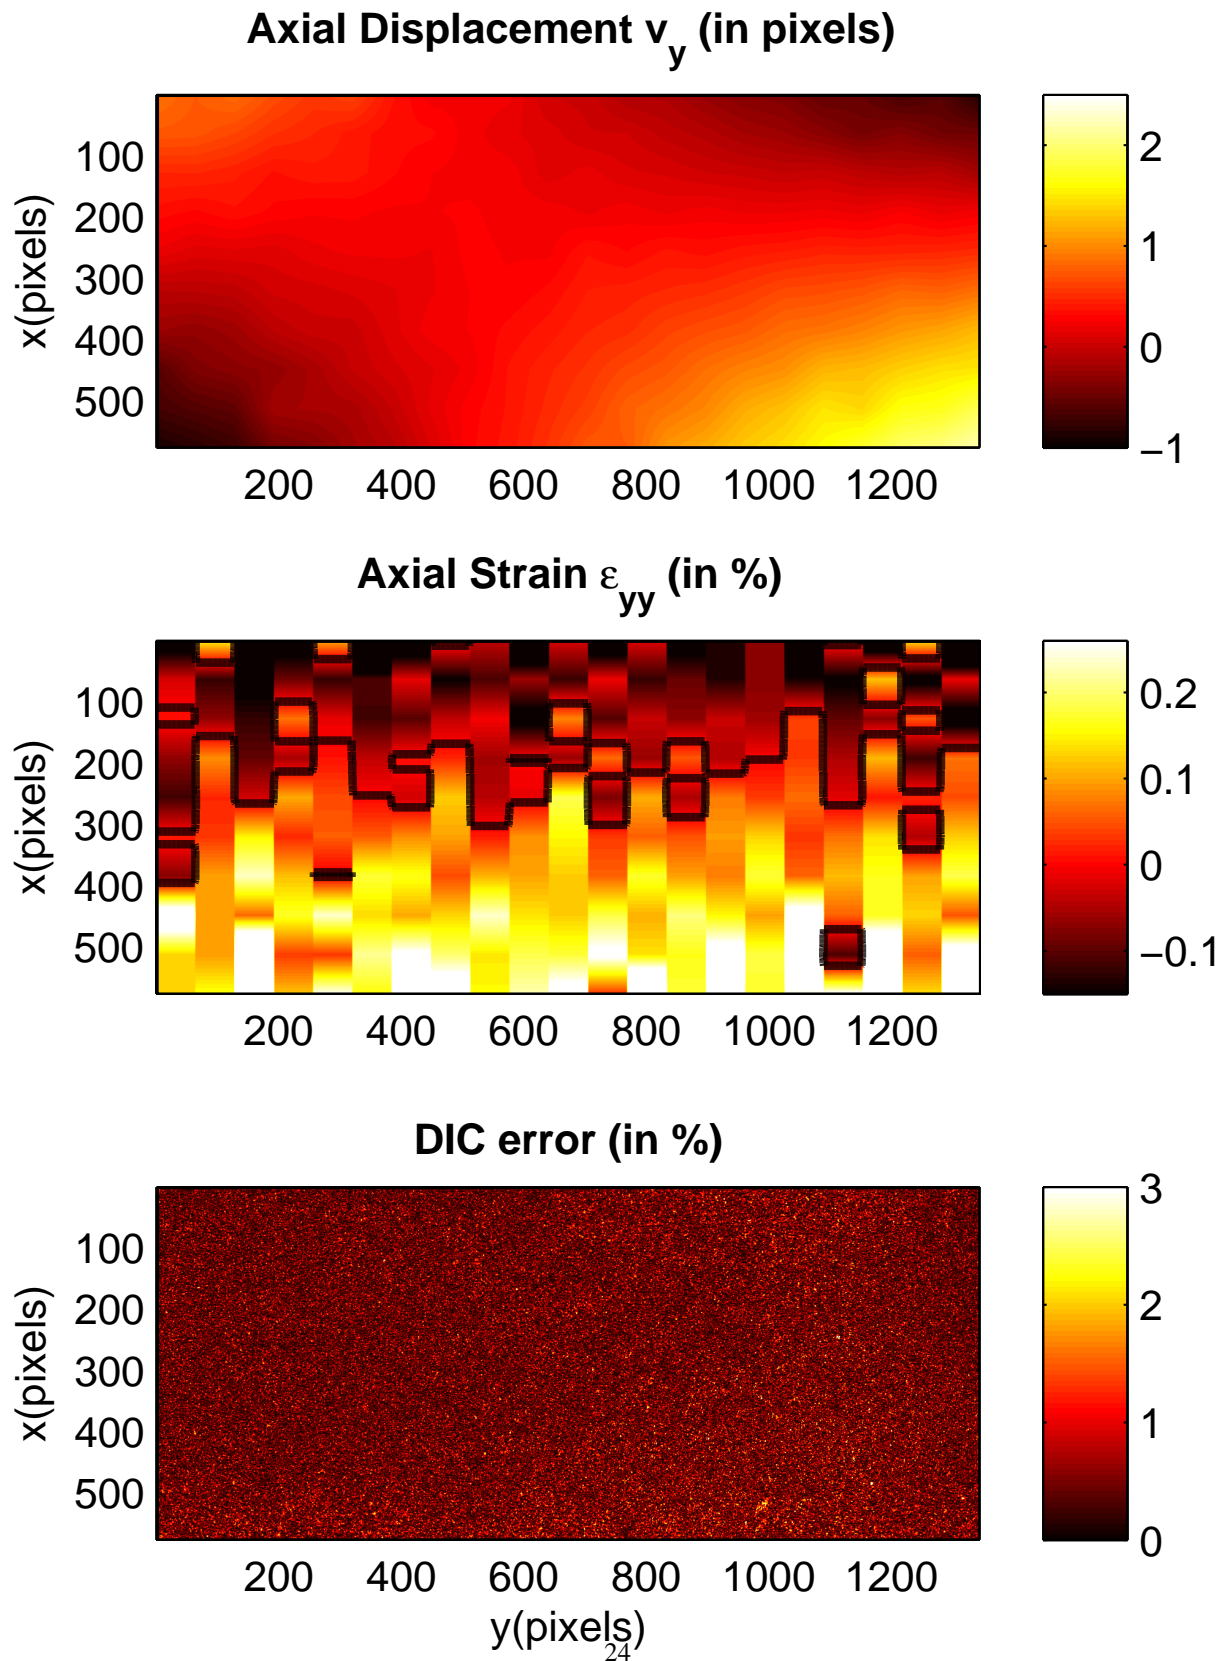 Axial Displacement v_y (in pixels)
x(pixels)
100
200
300
400
500
200 400 600 800 1000 1200
2
1
0
−1
Axial Strain ε_yy (in %)
x(pixels)
100
200
300
400
500
200 400 600 800 1000 1200
0.2
0.1
0
−0.1
DIC error (in %)
x(pixels)
100
200
300
400
500
200 400 600 800 1000 1200
3
2
1
0
y(pixels)
24